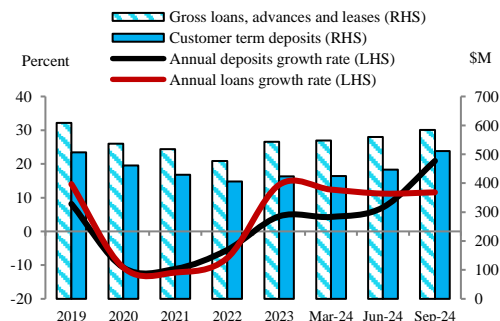 Gross loans, advances and leases (RHS)
Customer term deposits (RHS)
Annual deposits growth rate (LHS)
Annual loans growth rate (LHS)
Percent $M
40 700
30 600
20 500
10 400
0 300
-10 200
-20 100
0
2019 2020 2021 2022 2023 Mar-24 Jun-24 Sep-24